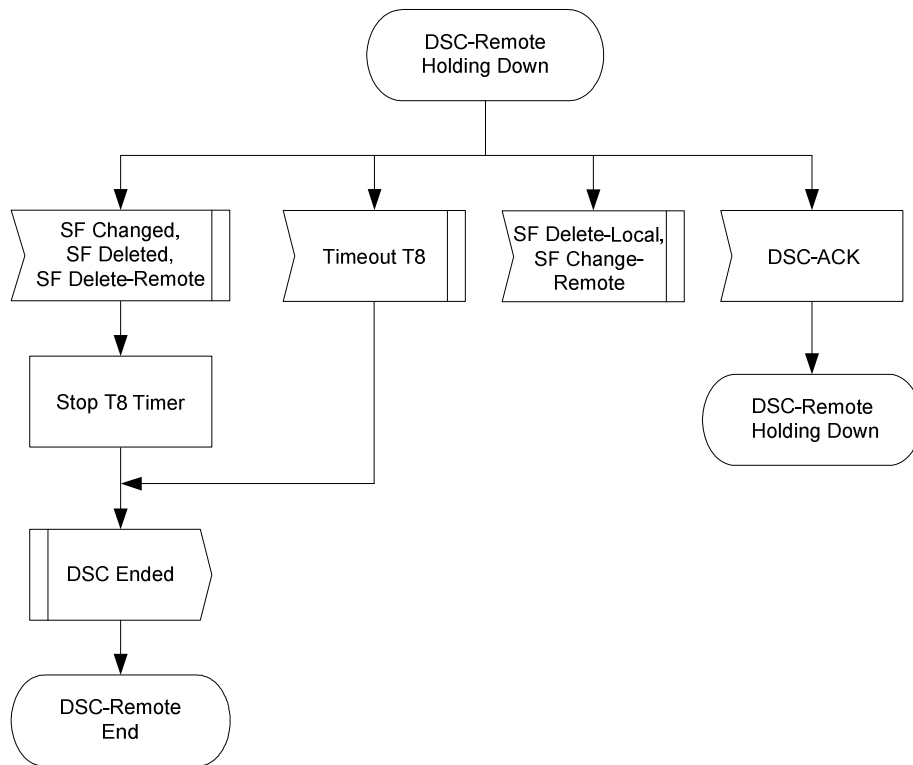 DSC-Remote
Holding Down
SF Changed,
SF Deleted,
SF Delete-Remote
Timeout T8
SF Delete-Local,
SF Change-
Remote
DSC-ACK
Stop T8 Timer
DSC-Remote
Holding Down
DSC Ended
DSC-Remote
End